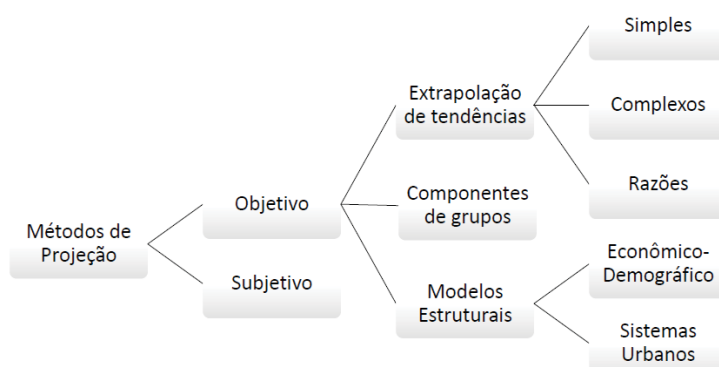 Métodos de
Projeção
Objetivo
Subjetivo
Extrapolação
de tendências
Componentes
de grupos
Modelos
Estruturais
Simples
Complexos
Razões
Econômico-
Demográfico
Sistemas
Urbanos